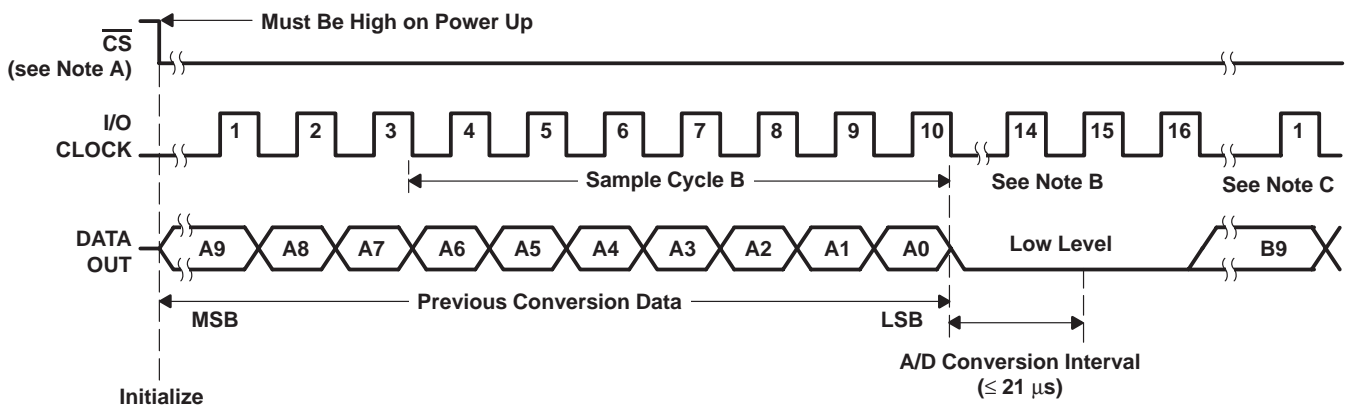 Must Be High on Power Up
CS
(see Note A)
I/O
CLOCK
1 2 3 4 5 6 7 8 9 10 14 15 16 1
Sample Cycle B
See Note B
See Note C
DATA
OUT
A9 A8 A7 A6 A5 A4 A3 A2 A1 A0
Low Level
B9
Previous Conversion Data
MSB
LSB
A/D Conversion Interval
(≤ 21 μs)
Initialize